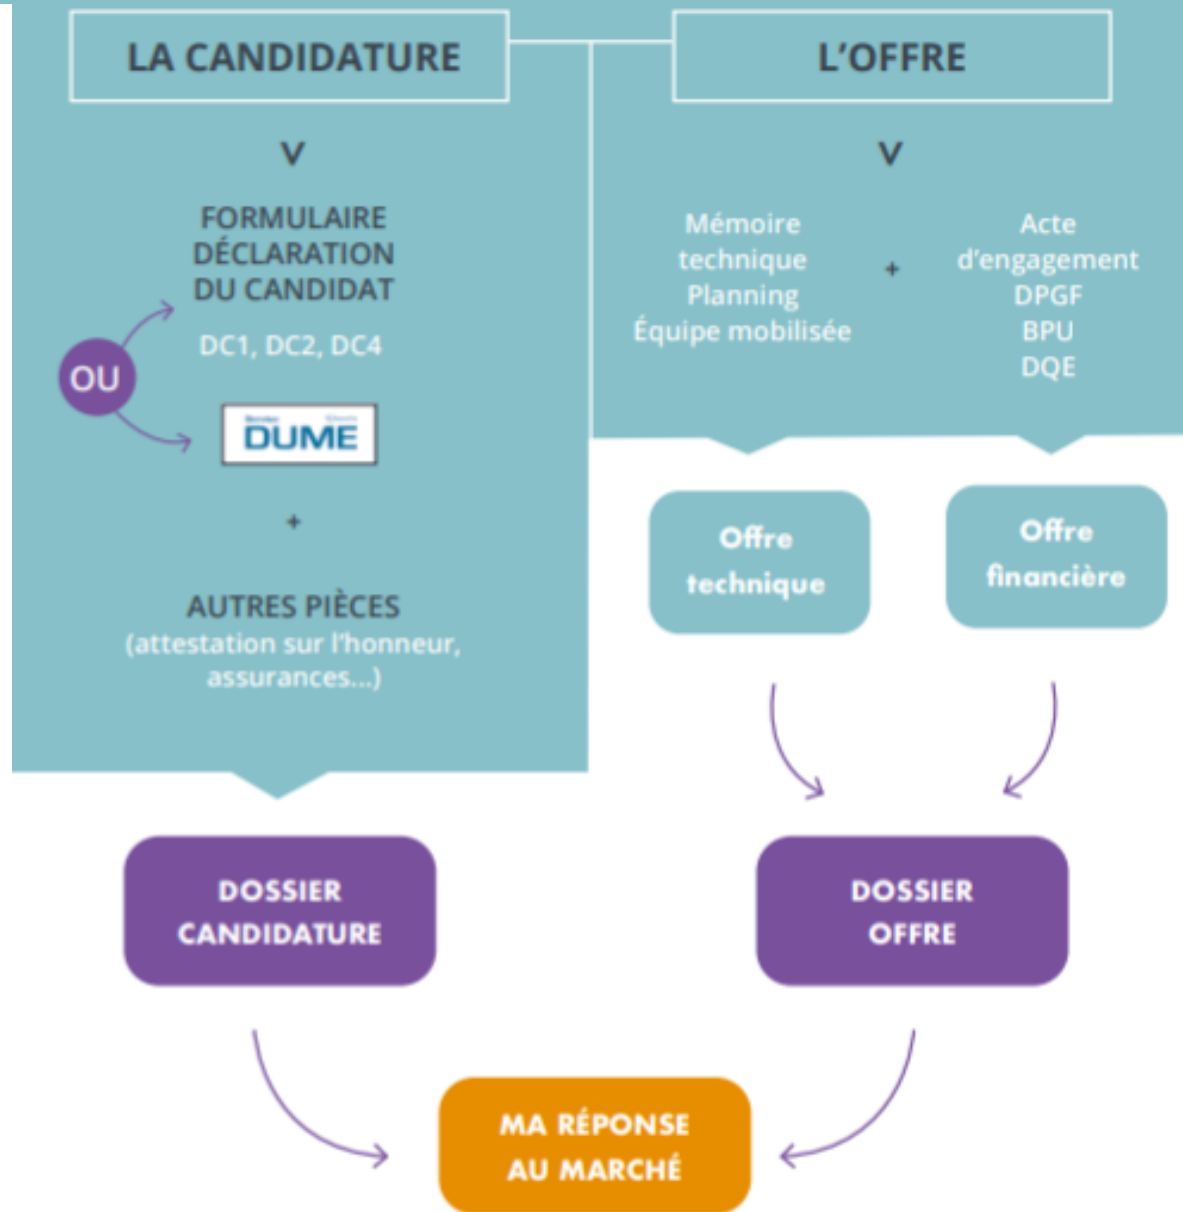 LA CANDIDATURE
L'OFFRE
FORMULAIRE
DÉCLARATION
DU CANDIDAT
DC1, DC2, DC4
OU
DUME
+
AUTRES PIÈCES
(attestation sur l'honneur,
assurances...)
Mémoire
technique
Planning
Équipe mobilisée
+
Acte
d'engagement
DPGF
BPU
DQE
Offre
technique
Offre
financière
DOSSIER
CANDIDATURE
DOSSIER
OFFRE
MA RÉPONSE
AU MARCHÉ